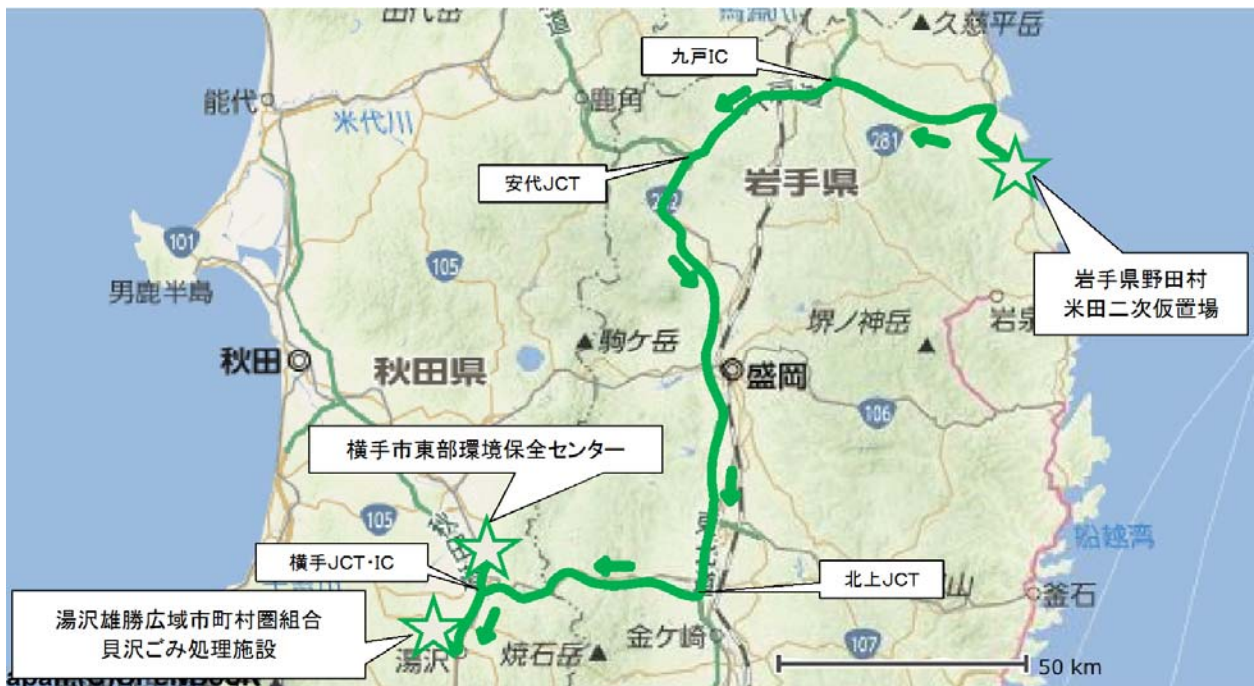 田代岳
久慈平岳
九戸IC
能代
鹿角
米代川
281
安代JCT
岩手県
101
105
男鹿半島
岩手県野田村
米田二次仮置場
堺ノ神岳
駒ケ岳
秋田
秋田県
盛岡
106
横手市東部環境保全センター
105
船越湾
横手JCT・IC
北上JCT
釜石
湯沢雄勝広域市町村圏組合
貝沢ごみ処理施設
金ケ崎
湯沢
焼石岳
107
50 km